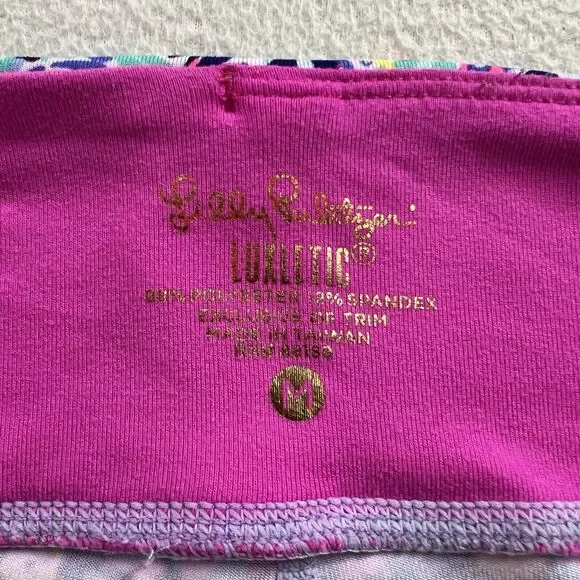 Lilly Pulitzer
LUXLETIC®
88% POLYESTER 12% SPANDEX
EXCLUSIVE OF TRIM
MADE IN TAIWAN
M